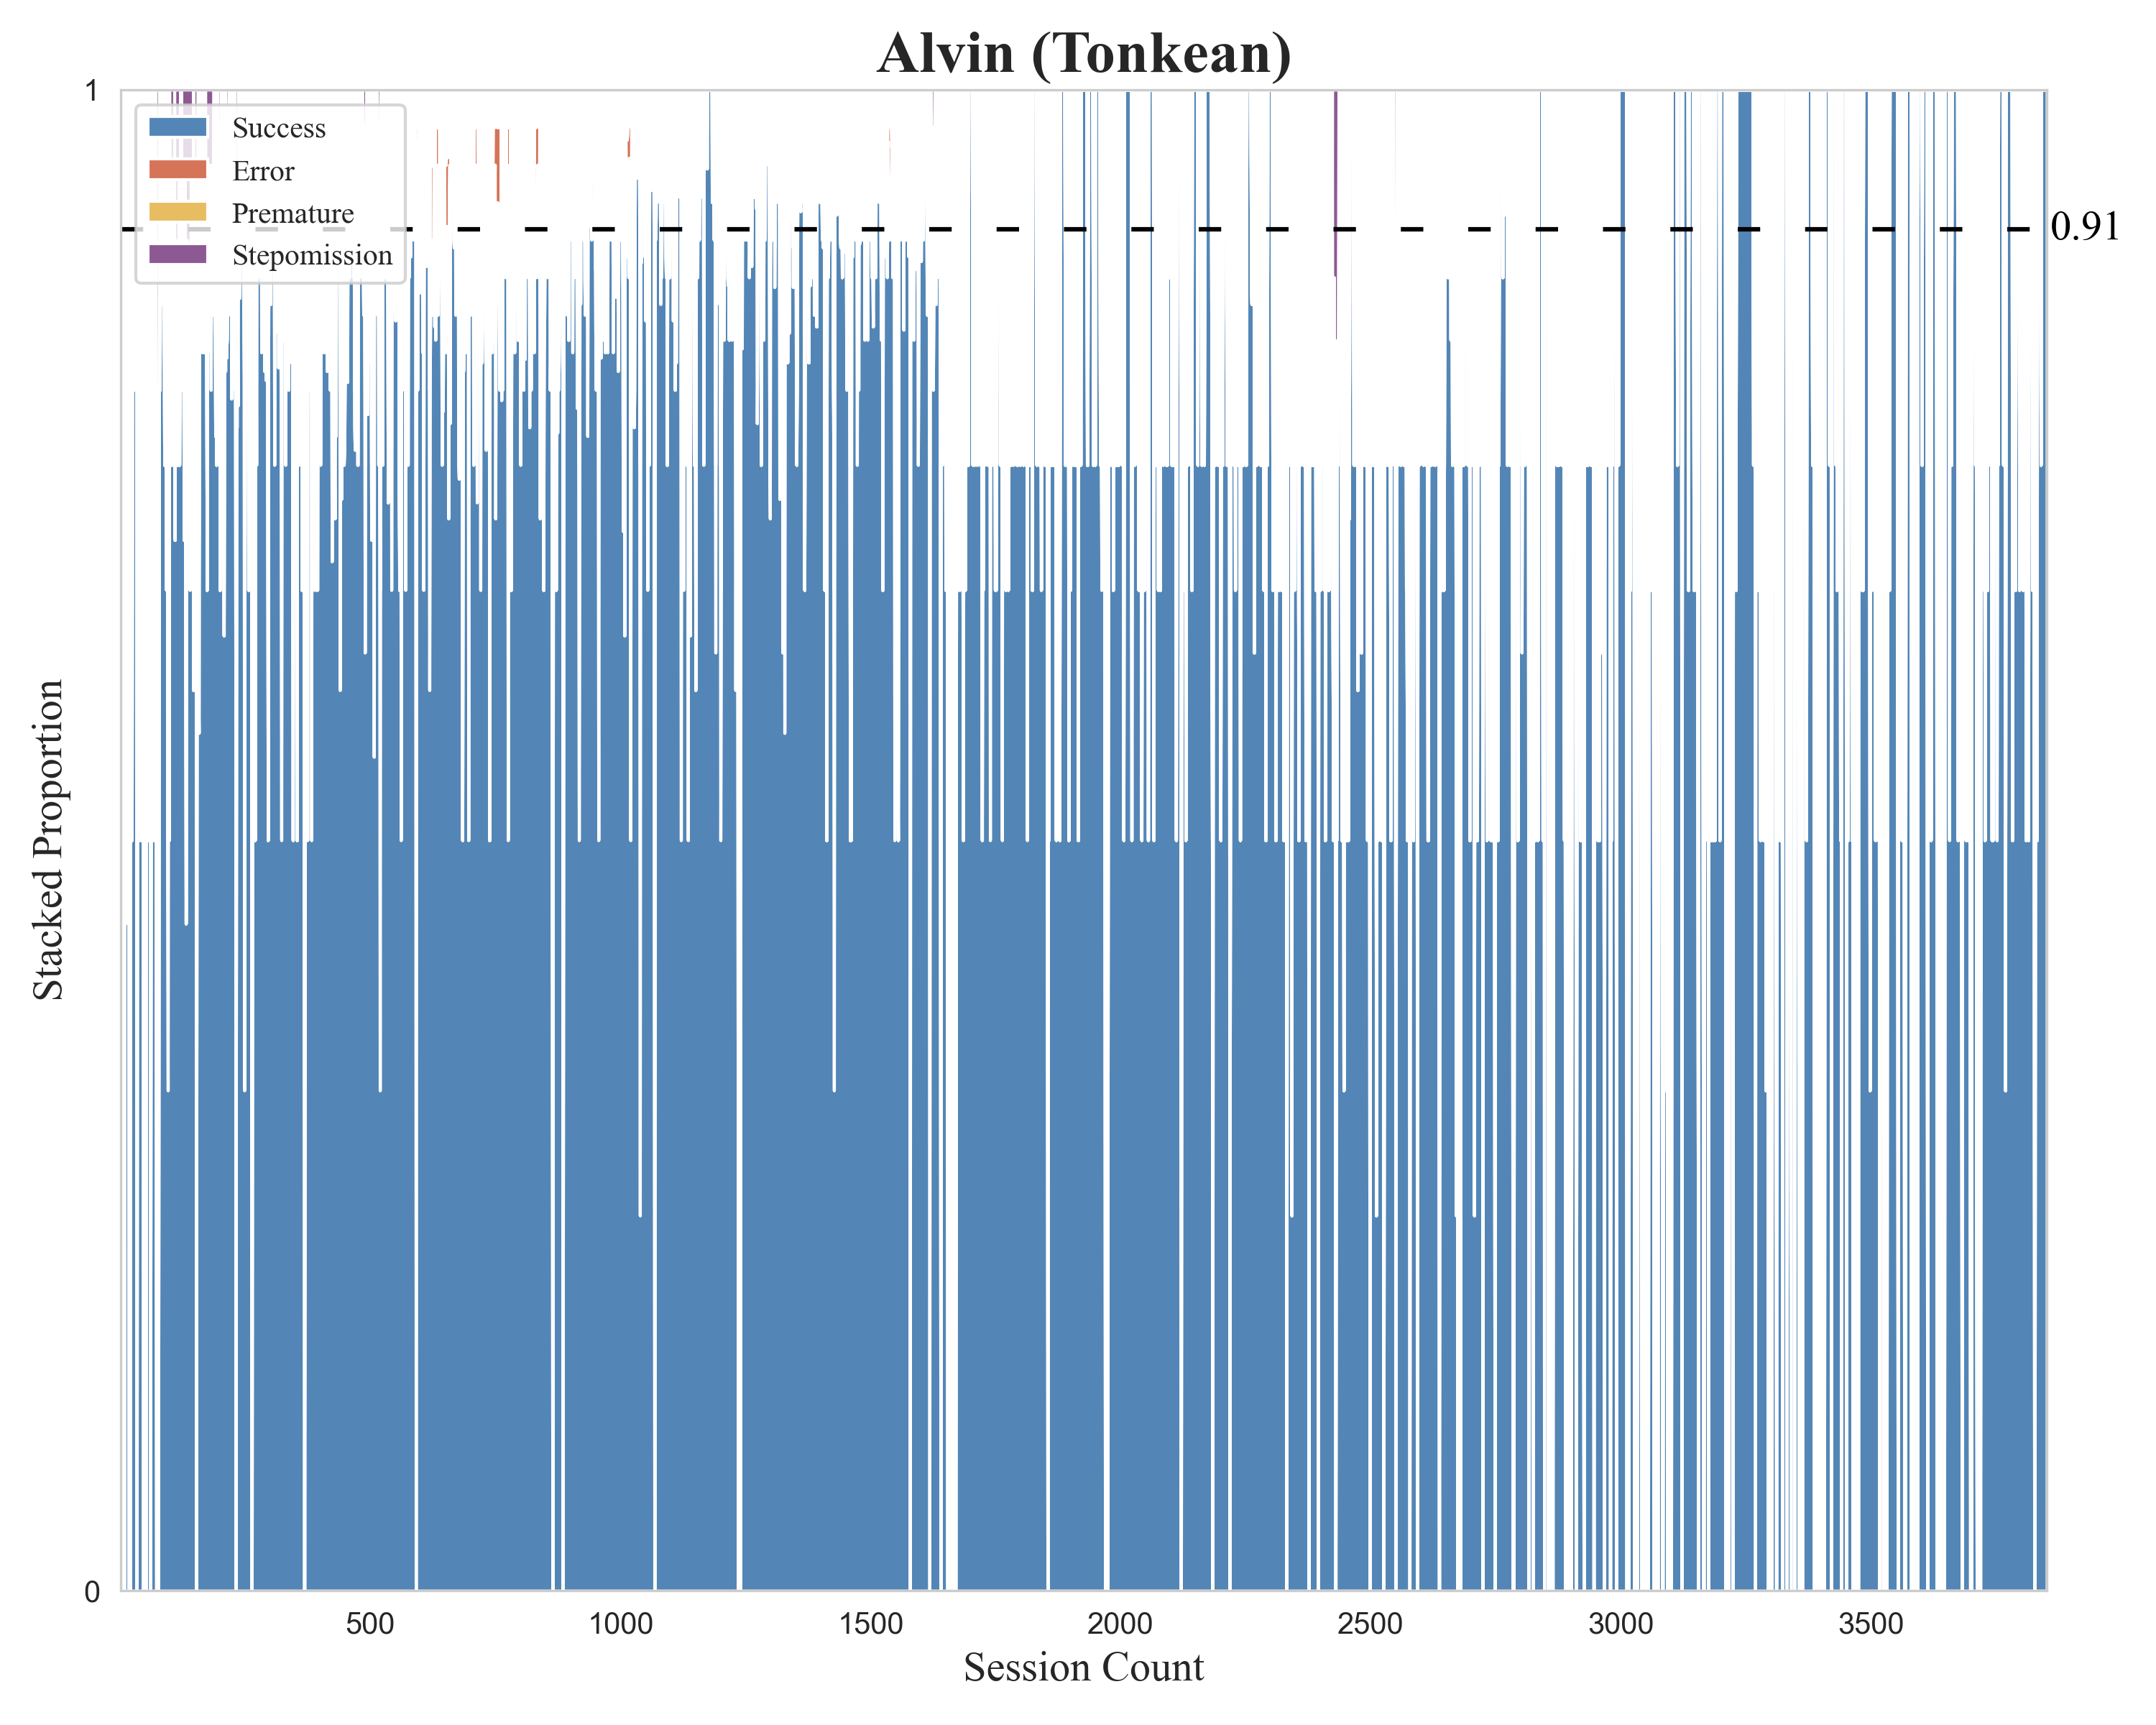 Alvin (Tonkean)
1
Success
Error
Premature
Stepomission
0.91
Stacked Proportion
0
500 1000 1500 2000 2500 3000 3500
Session Count